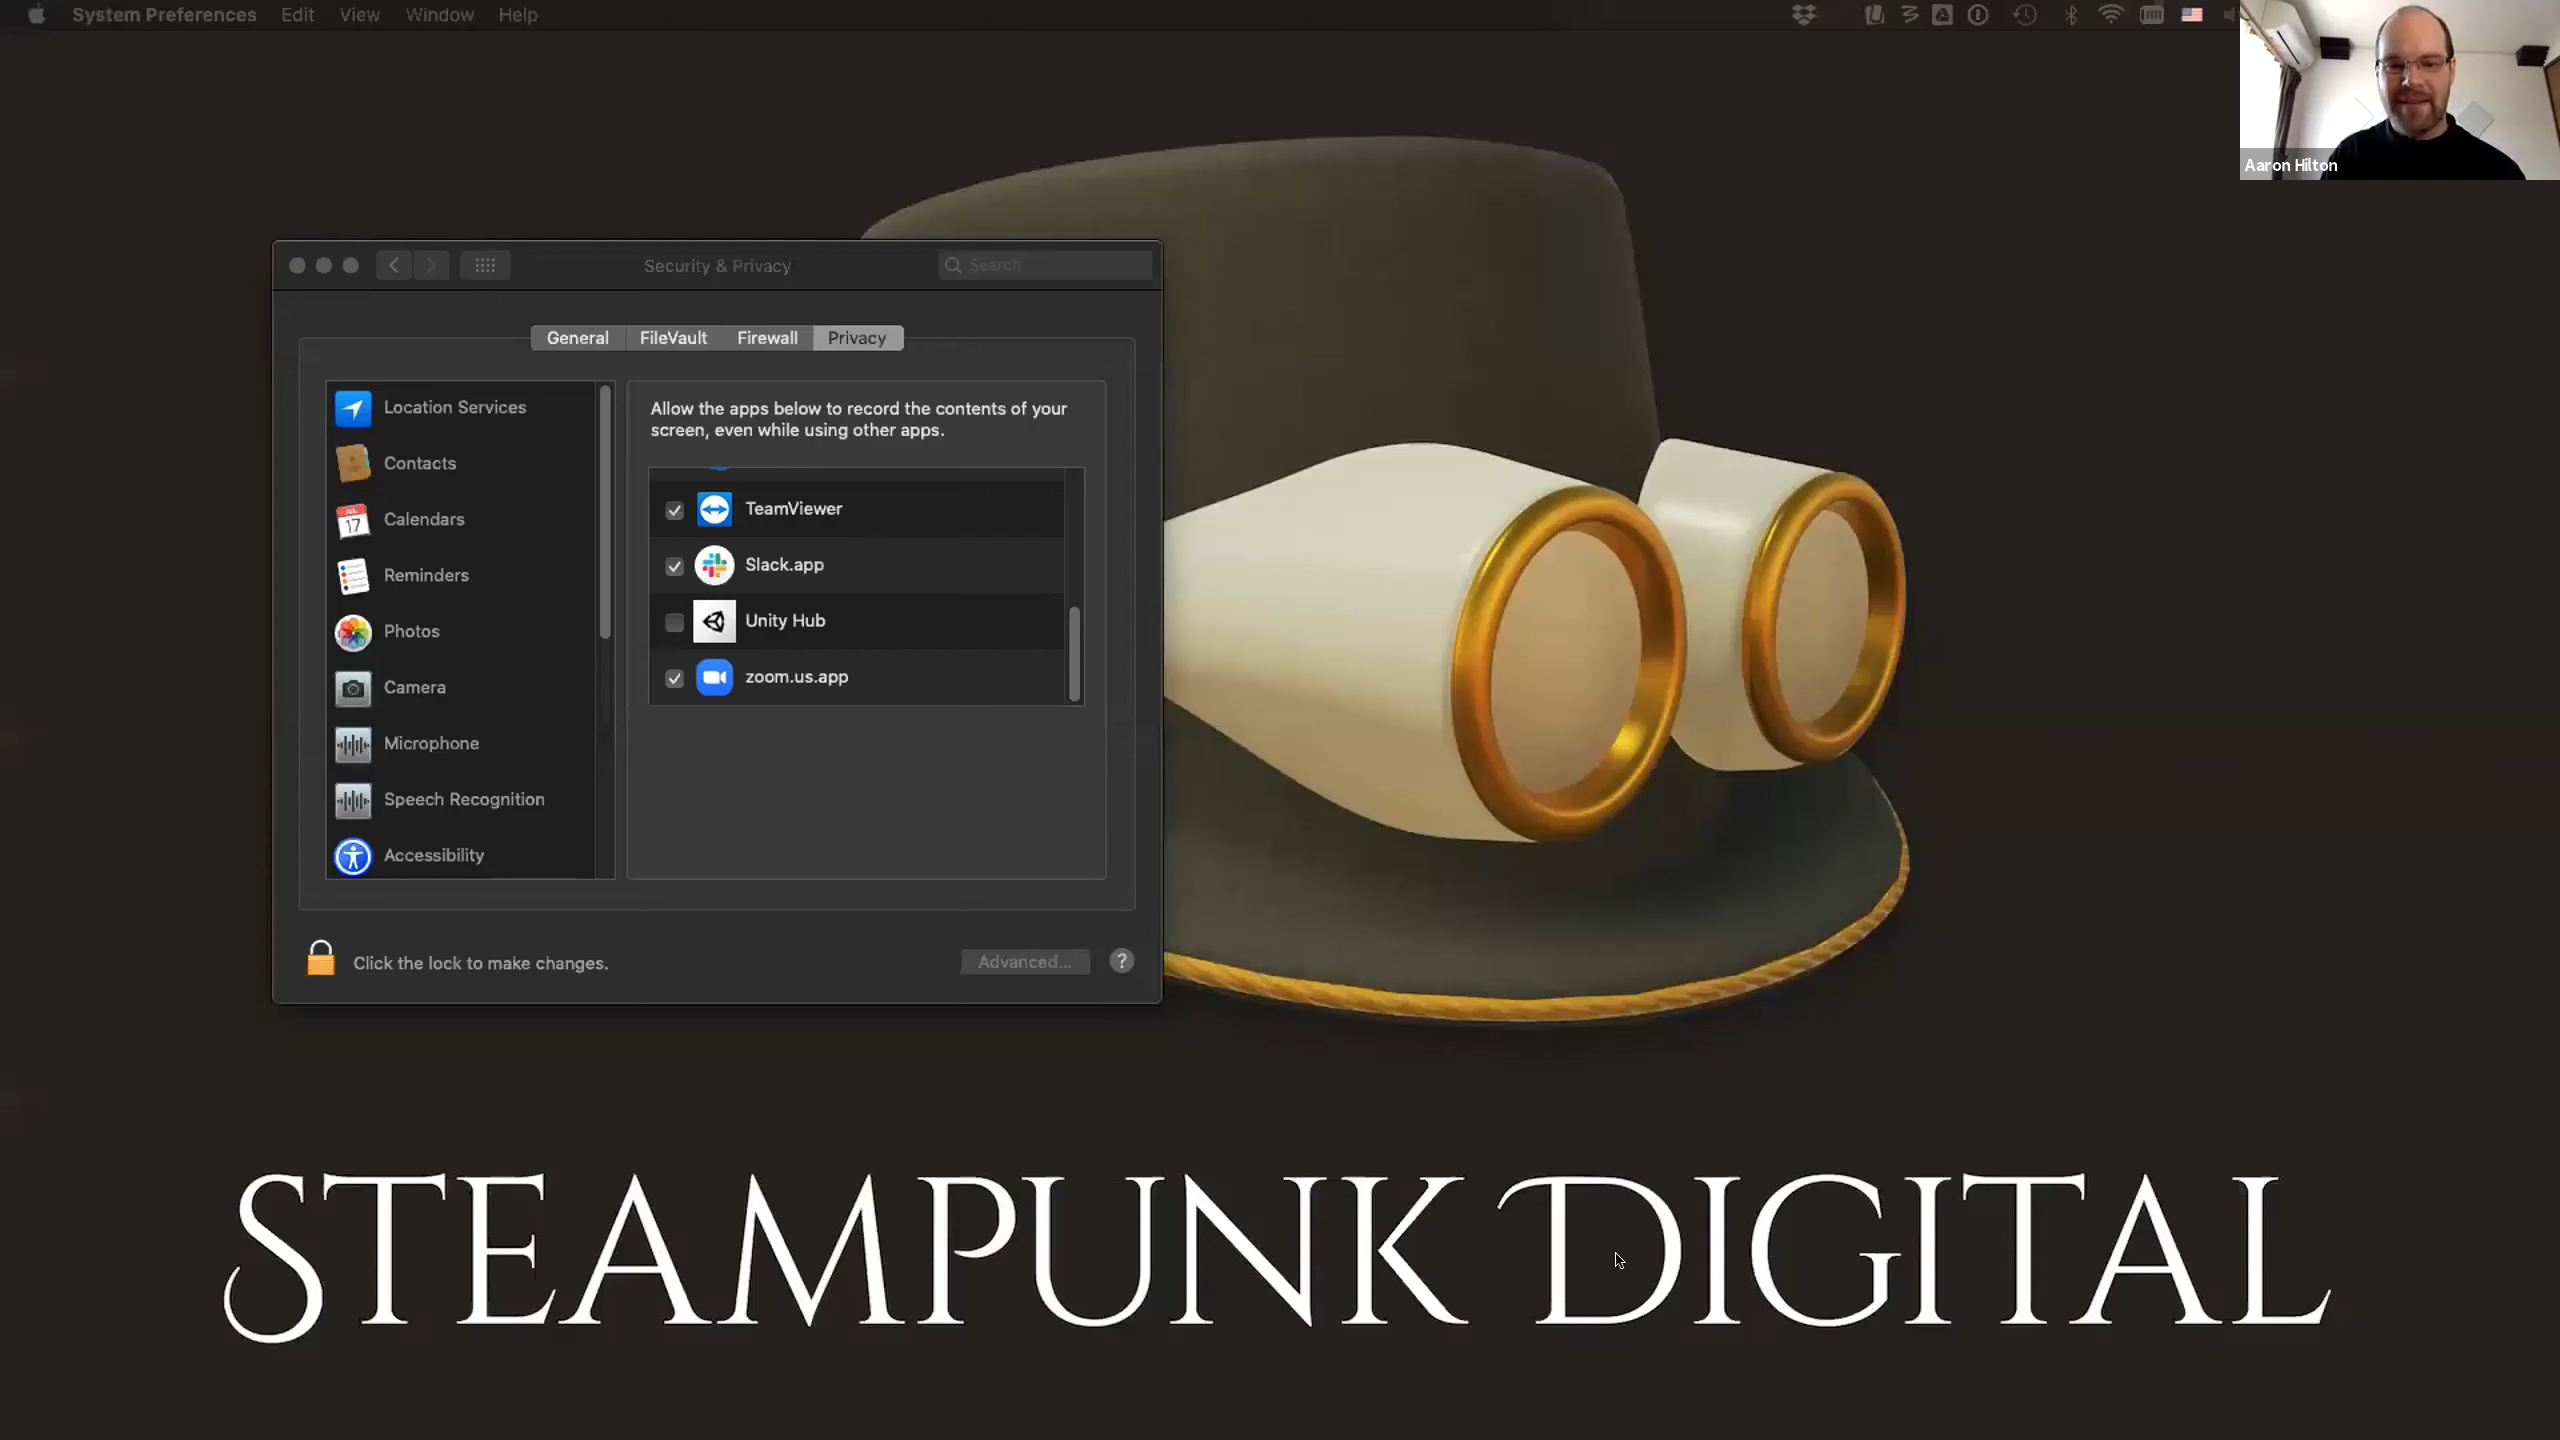 System Preferences Edit View Window Help
Aaron Hilton
Security & Privacy
Search
General FileVault Firewall Privacy
Location Services
Contacts
Calendars
JUL
17
Reminders
Photos
Camera
Microphone
Speech Recognition
Accessibility
Allow the apps below to record the contents of your
screen, even while using other apps.
TeamViewer
Slack.app
Unity Hub
zoom.us.app
Click the lock to make changes.
Advanced...
?
STEAMPUNK DIGITAL